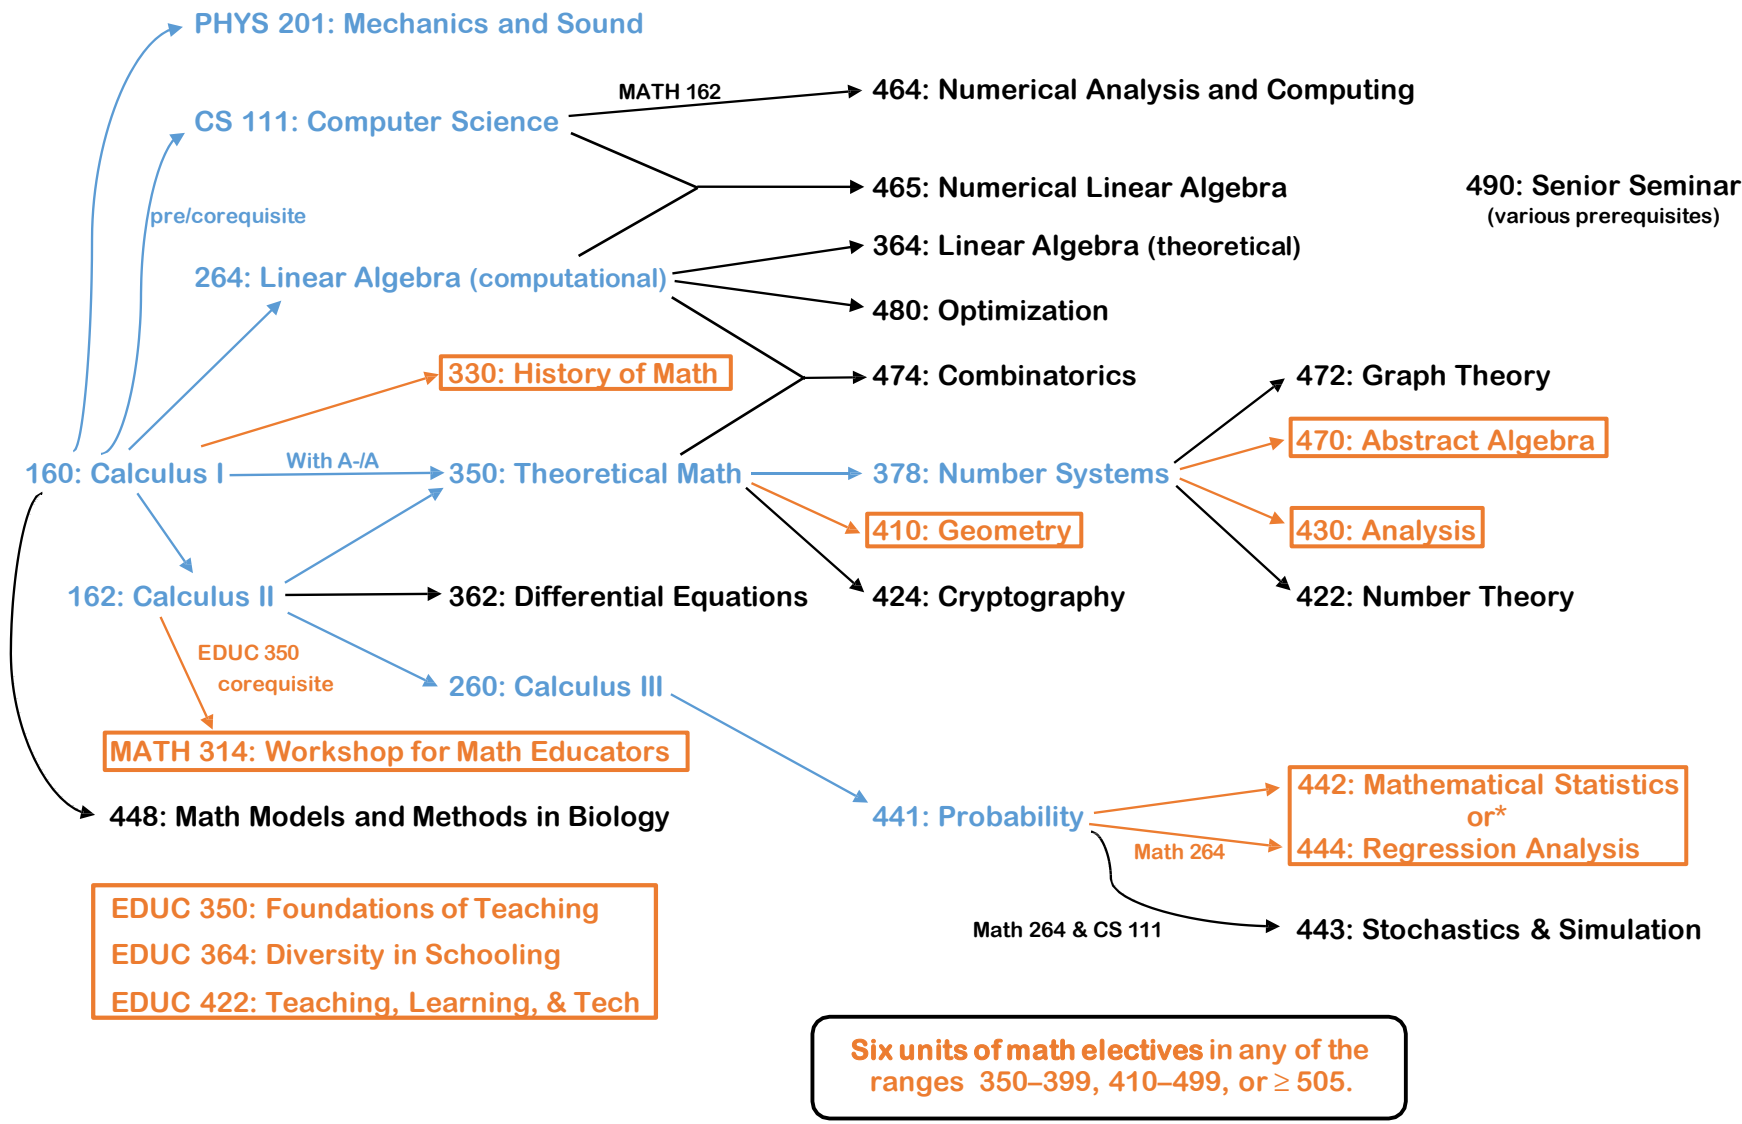 PHYS 201: Mechanics and Sound
MATH 162
464: Numerical Analysis and Computing
CS 111: Computer Science
465: Numerical Linear Algebra
490: Senior Seminar
(various prerequisites)
pre/corequisite
364: Linear Algebra (theoretical)
264: Linear Algebra (computational)
480: Optimization
330: History of Math
474: Combinatorics
472: Graph Theory
470: Abstract Algebra
160: Calculus I
With A-/A
350: Theoretical Math
378: Number Systems
410: Geometry
430: Analysis
162: Calculus II
362: Differential Equations
424: Cryptography
422: Number Theory
EDUC 350
corequisite
260: Calculus III
MATH 314: Workshop for Math Educators
448: Math Models and Methods in Biology
441: Probability
442: Mathematical Statistics
or*
444: Regression Analysis
Math 264
Math 264 & CS 111
443: Stochastics & Simulation
EDUC 350: Foundations of Teaching
EDUC 364: Diversity in Schooling
EDUC 422: Teaching, Learning, & Tech
Six units of math electives in any of the
ranges 350–399, 410–499, or ≥ 505.